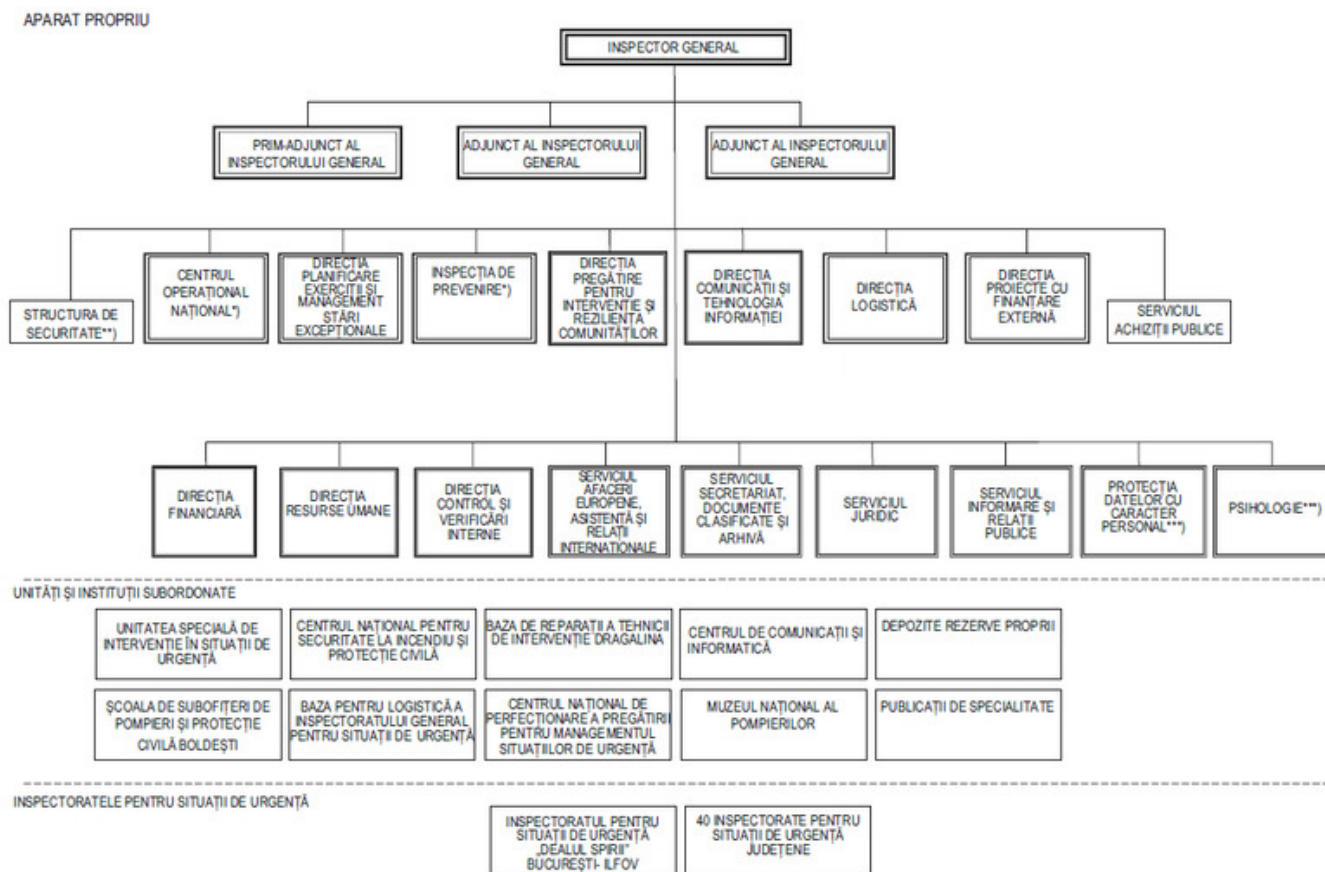 APARAT PROPRIU
INSPECTOR GENERAL
PRIM-ADJUNCT AL
INSPECTORULUI GENERAL
ADJUNCT AL INSPECTORULUI
GENERAL
ADJUNCT AL INSPECTORULUI
GENERAL
STRUCTURA DE
SECURITATE**)
CENTRUL
OPERAȚIONAL
NAȚIONAL*)
DIRECȚIA
PLANIFICARE
EXERCIȚII ȘI
MANAGEMENT
STĂRI
EXCEPȚIONALE
INSPECȚIA DE
PREVENIRE*)
DIRECȚIA
PREGĂTIRE
PENTRU
INTERVENȚIE ȘI
REZILIENȚA
COMUNITĂȚILOR
DIRECȚIA
COMUNICAȚII ȘI
TEHNOLOGIA
INFORMAȚIEI
DIRECȚIA
LOGISTICĂ
DIRECȚIA
PROIECTE CU
FINANȚARE
EXTERNĂ
SERVICIUL
ACHIZIȚII PUBLICE
DIRECȚIA
FINANCIARĂ
DIRECȚIA
RESURSE UMANE
DIRECȚIA
CONTROL ȘI
VERIFICĂRI
INTERNE
SERVICIUL
AFACERI
EUROPENE,
ASISTENȚĂ ȘI
RELAȚII
INTERNAȚIONALE
SERVICIUL
SECRETARIAT,
DOCUMENTE
CLASIFICATE ȘI
ARHIVĂ
SERVICIUL
JURIDIC
SERVICIUL
INFORMARE ȘI
RELAȚII
PUBLICE
PROTECȚIA
DATELOR CU
CARACTER
PERSONAL***)
PSIHOLOGIE***)
UNITĂȚI ȘI INSTITUȚII SUBORDONATE
UNITATEA SPECIALĂ DE
INTERVENȚIE ÎN SITUAȚII DE
URGENȚĂ
CENTRUL NAȚIONAL PENTRU
SECURITATE LA INCENDIU ȘI
PROTECȚIE CIVILĂ
BAZA DE REPARAȚII A TEHNICII
DE INTERVENȚIE DRAGALINA
CENTRUL DE COMUNICAȚII ȘI
INFORMATICĂ
DEPOZITE REZERVE PROPRII
ȘCOALA DE SUBOFIȚERI DE
POMPIERI ȘI PROTECȚIE
CIVILĂ BOLDEȘTI
BAZA PENTRU LOGISTICĂ A
INSPECTORATULUI GENERAL
PENTRU SITUAȚII DE URGENȚĂ
CENTRUL NAȚIONAL DE
PERFECȚIONARE A PREGĂTIRII
PENTRU MANAGEMENTUL
SITUAȚIILOR DE URGENȚĂ
MUZEUL NAȚIONAL AL
POMPIERILOR
PUBLICAȚII DE SPECIALITATE
INSPECTORATELE PENTRU SITUAȚII DE URGENȚĂ
INSPECTORATUL PENTRU
SITUAȚII DE URGENȚĂ
„DEALUL SPIRII”
BUCUREȘTI- ILFOV
40 INSPECTORATE PENTRU
SITUAȚII DE URGENȚĂ
JUDEȚENE